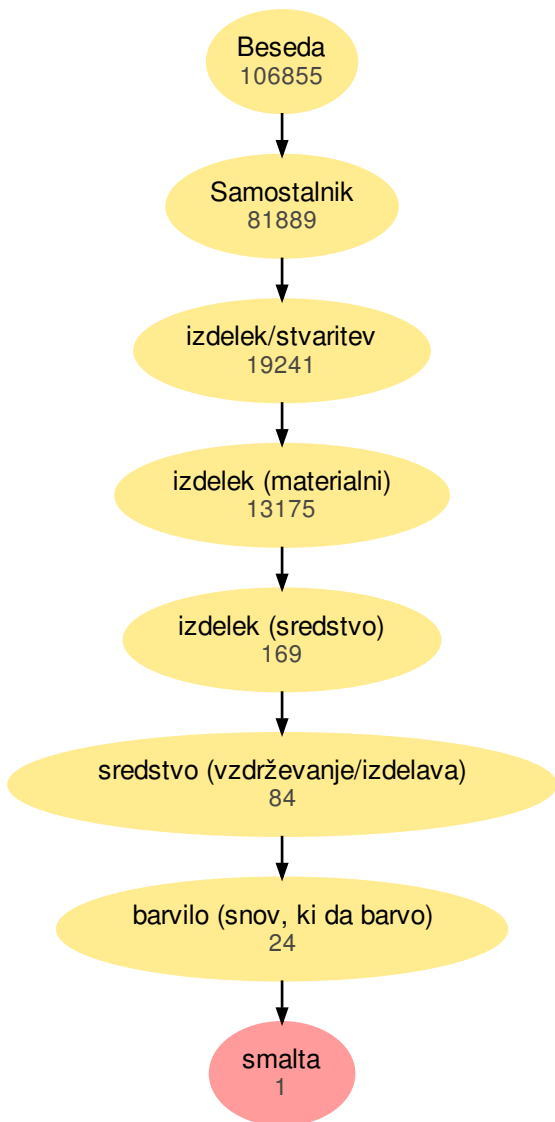 Beseda
106855
Samostalnik
81889
izdelek/stvaritev
19241
izdelek (materialni)
13175
izdelek (sredstvo)
169
sredstvo (vzdrževanje/izdelava)
84
barvilo (snov, ki da barvo)
24
smalta
1